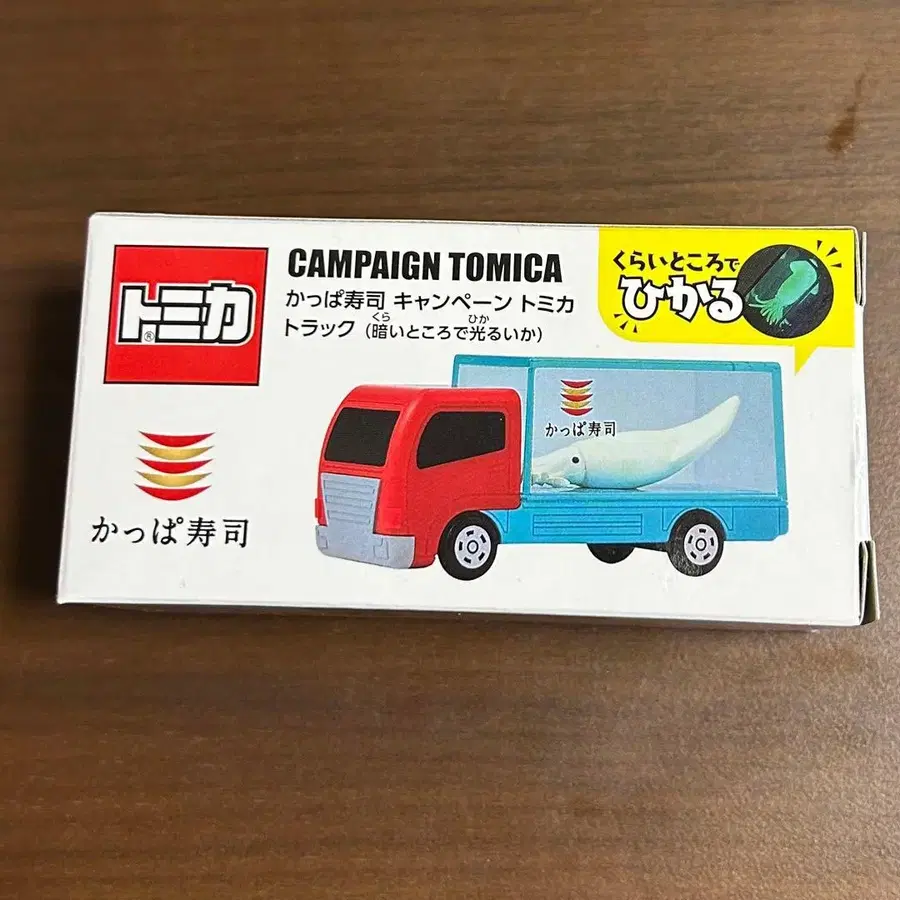 トミカ®
CAMPAIGN TOMICA
かっぱ寿司 キャンペーン トミカ
トラック（暗いところで光るいか）
くら
ひか
くらいところで
ひかる
かっぱ寿司
かっぱ寿司